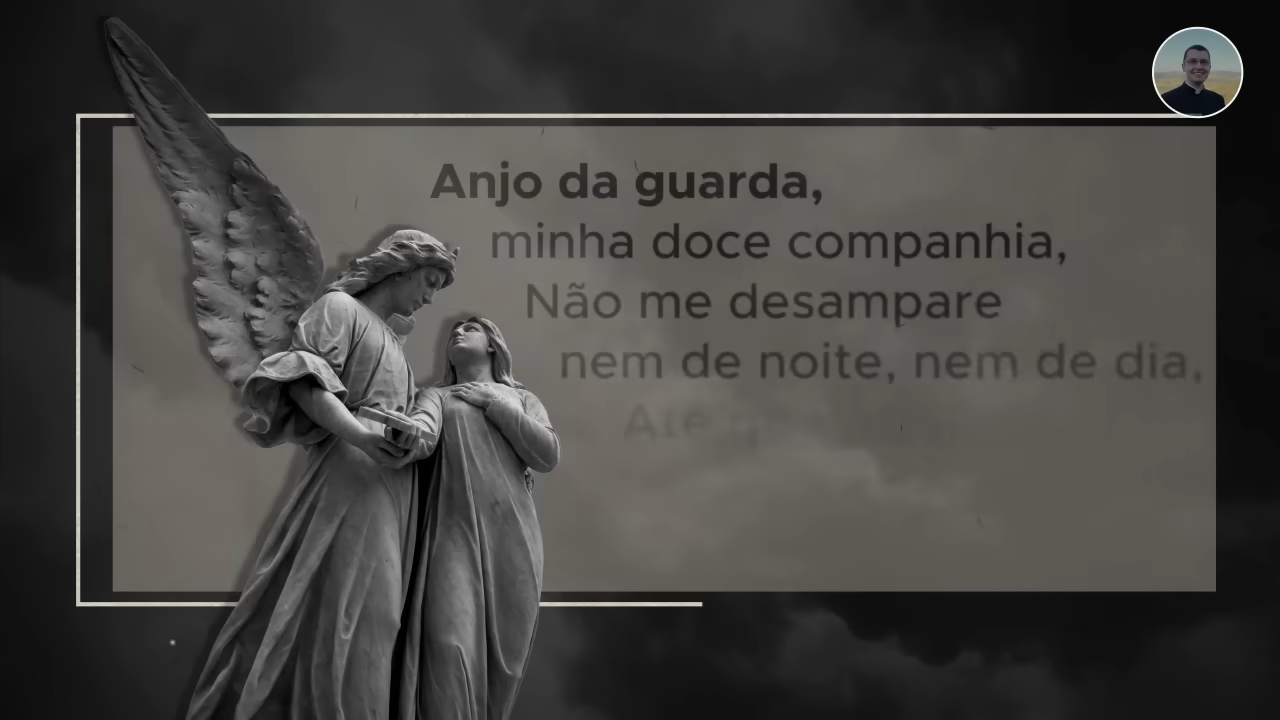 Anjo da guarda,
minha doce companhia,
Não me desampare
nem de noite, nem de dia,